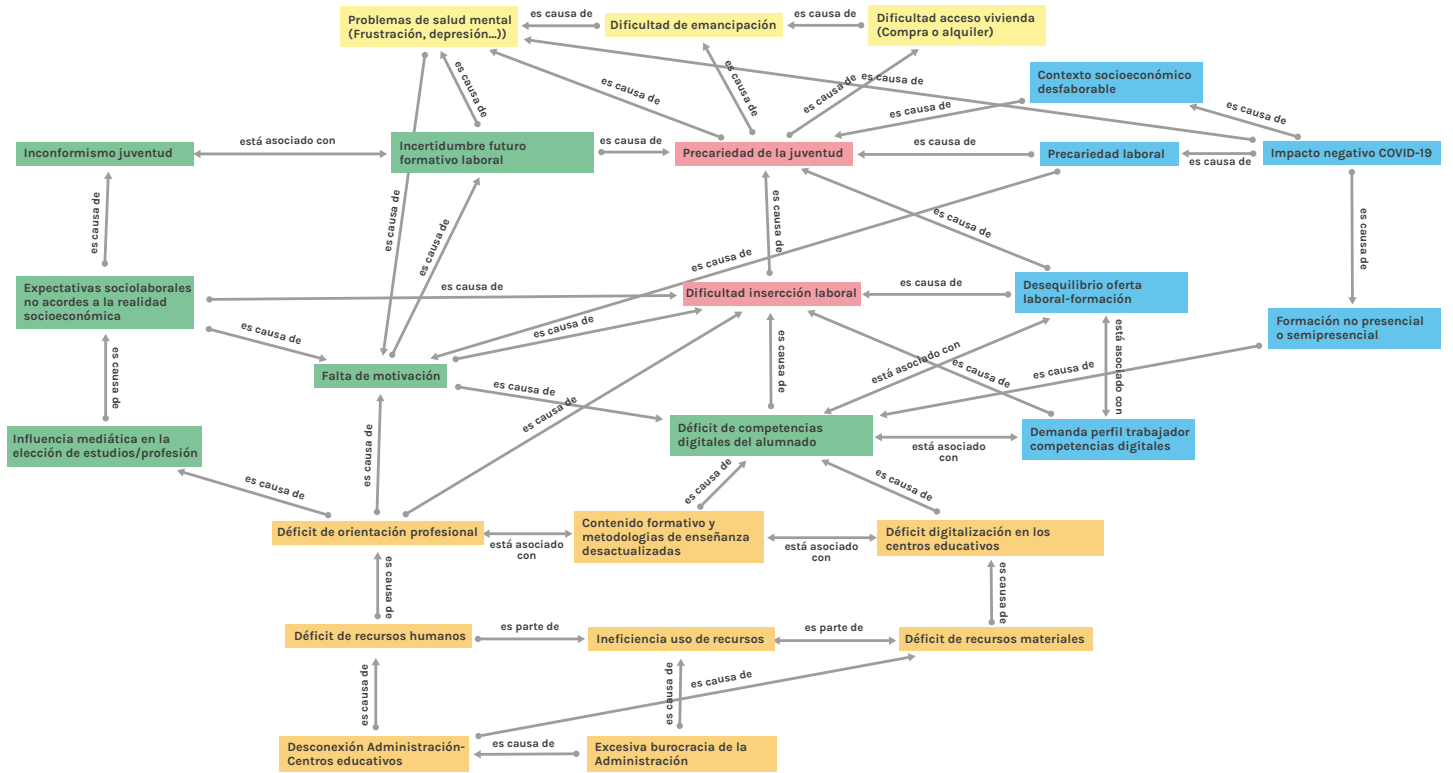 Problemas de salud mental
(Frustración, depresión...))
es causa de
Dificultad de emancipación
es causa de
Dificultad acceso vivienda
(Compra o alquiler)
es causa de
es causa de
es causa de
es causa de
es causa de
Contexto socioeconómico
desfaborable
es causa de
es causa de
Inconformismo juventud
está asociado con
Incertidumbre futuro
formativo laboral
es causa de
Precariedad de la juventud
es causa de
Precariedad laboral
es causa de
Impacto negativo COVID-19
es causa de
es causa de
es causa de
es causa de
es causa de
es causa de
es causa de
Expectativas sociolaborales
no acordes a la realidad
socioeconómica
es causa de
Dificultad insercción laboral
es causa de
Desequilibrio oferta
laboral-formación
es causa de
es causa de
Formación no presencial
o semipresencial
es causa de
es causa de
está asociado con
está asociado con
Falta de motivación
es causa de
es causa de
es causa de
es causa de
Influencia mediática en la
elección de estudios/profesión
es causa de
es causa de
Déficit de competencias
digitales del alumnado
está asociado
con
Demanda perfil trabajador
competencias digitales
es causa de
es causa de
es causa de
Déficit de orientación profesional
está asociado
con
Contenido formativo y
metodologias de enseñanza
desactualizadas
está asociado
con
Déficit digitalización en los
centros educativos
es causa de
es causa de
Déficit de recursos humanos
es parte de
Ineficiencia uso de recursos
es parte de
Déficit de recursos materiales
es causa de
es causa de
es causa de
Desconexión Administración-
Centros educativos
es causa de
Excesiva burocracia de la
Administración